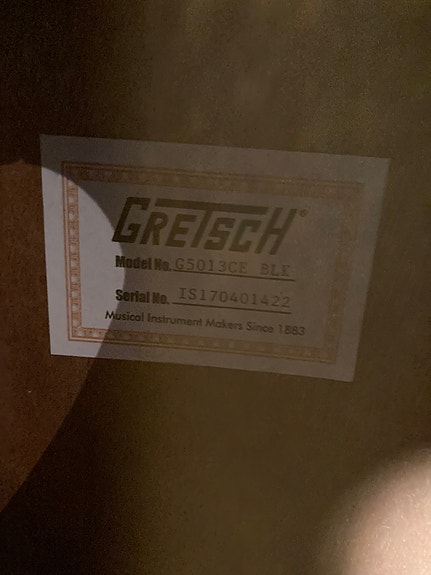 GRETSCH®
Model No. G5013CE BLK
Serial No. IS170401422
Musical Instrument Makers Since 1883